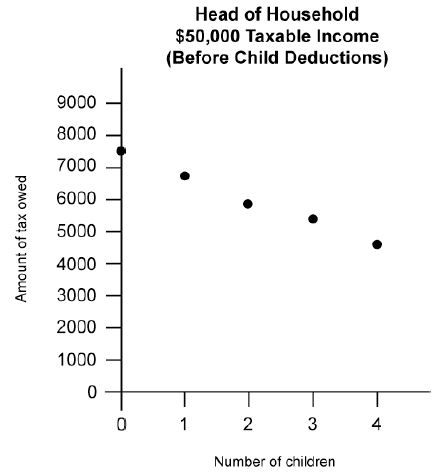 Head of Household
$50,000 Taxable Income
(Before Child Deductions)
Amount of tax owed
9000
8000
7000
6000
5000
4000
3000
2000
1000
0
0 1 2 3 4
Number of children